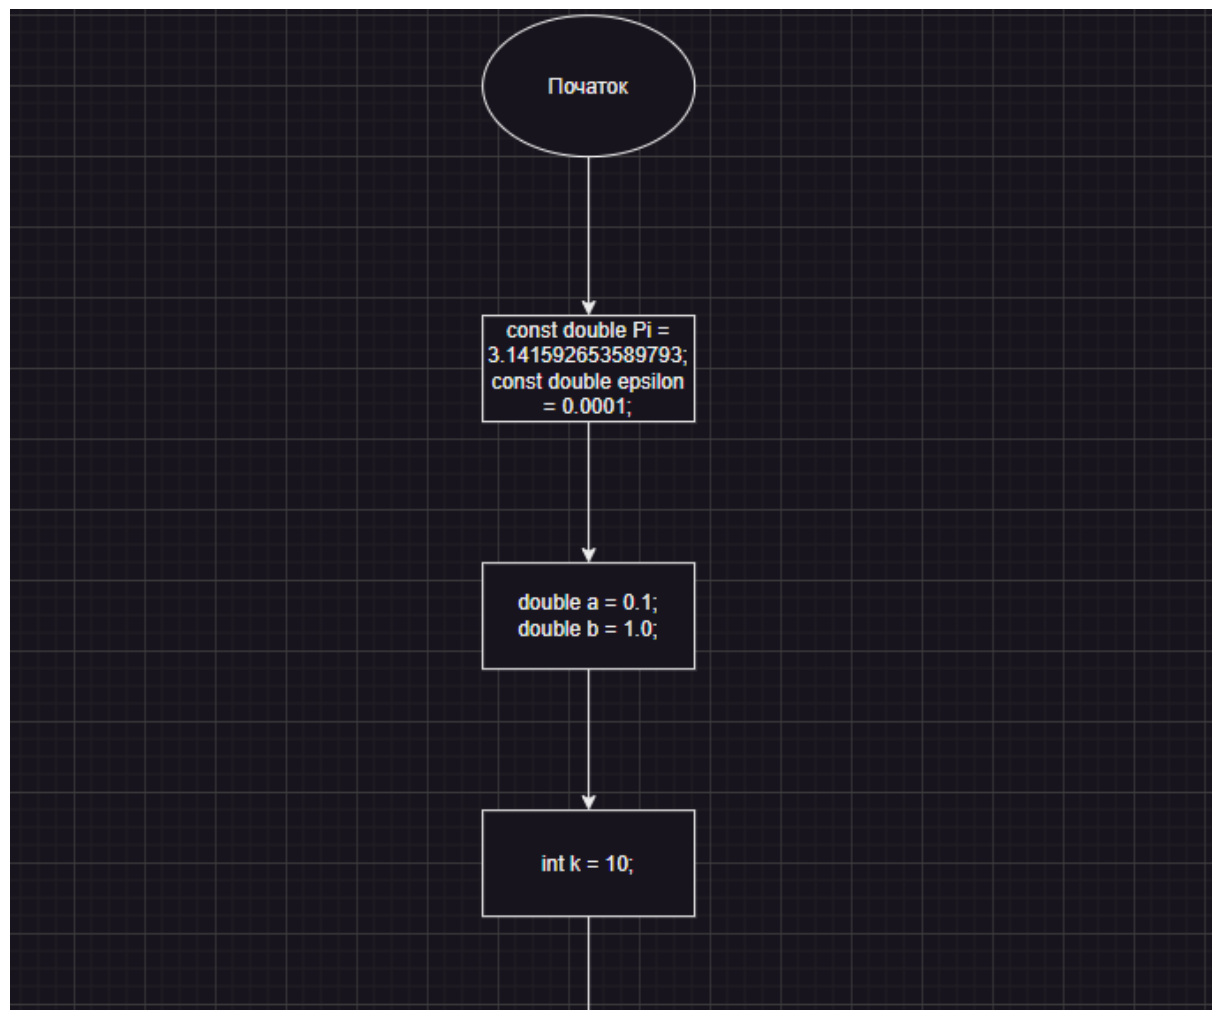 Початок
const double Pi =
3.141592653589793;
const double epsilon
= 0.0001;
double a = 0.1;
double b = 1.0;
int k = 10;